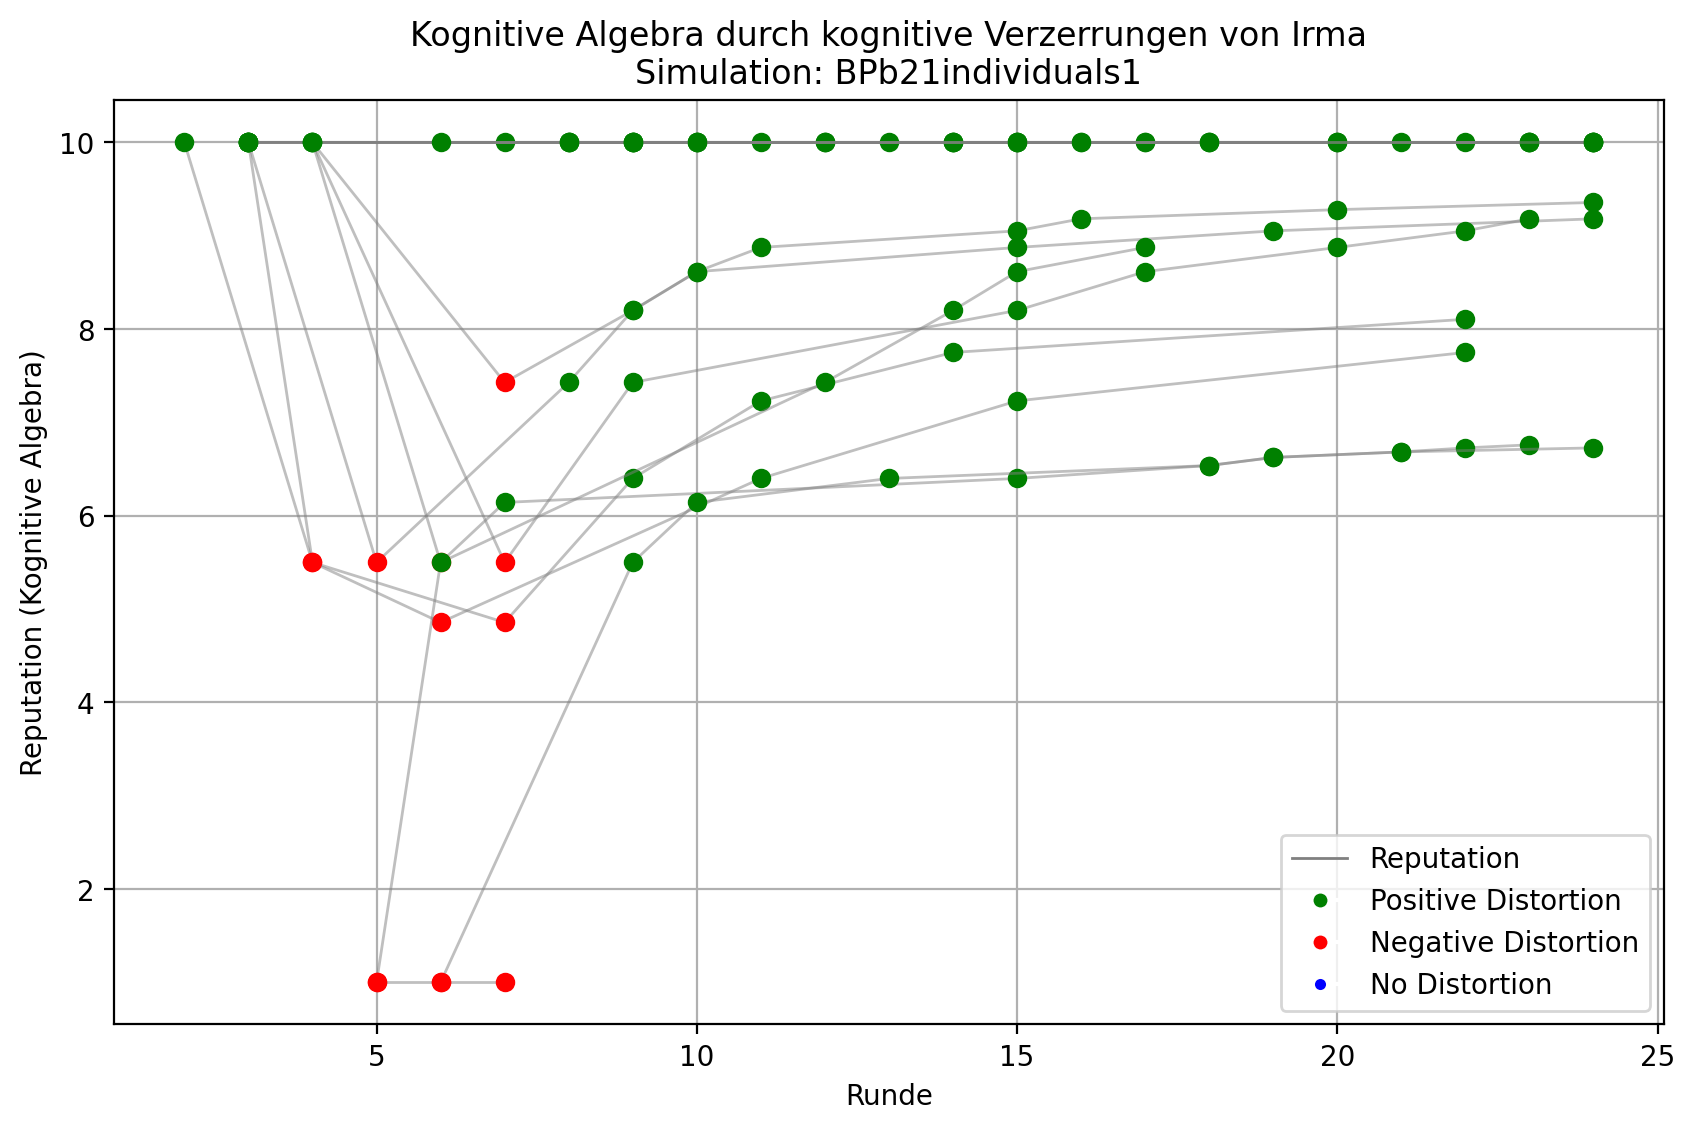 Kognitive Algebra durch kognitive Verzerrungen von Irma
Simulation: BPb21individuals1
Reputation (Kognitive Algebra)
10
8
6
4
2
5
10
15
20
25
Runde
Reputation
Positive Distortion
Negative Distortion
No Distortion